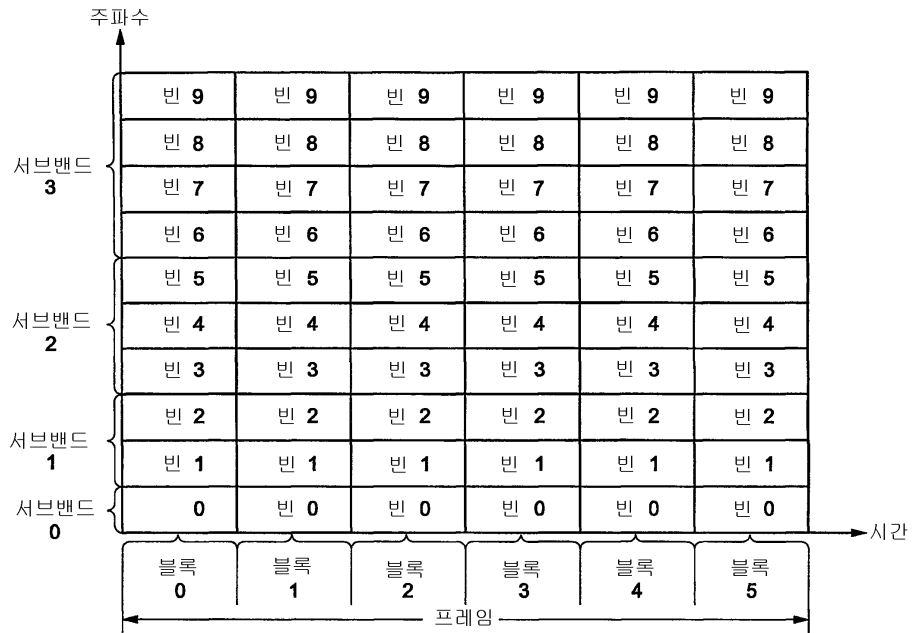 주파수
빈 9 빈 9 빈 9 빈 9 빈 9 빈 9
빈 8 빈 8 빈 8 빈 8 빈 8 빈 8
서브밴드
3
빈 7 빈 7 빈 7 빈 7 빈 7 빈 7
빈 6 빈 6 빈 6 빈 6 빈 6 빈 6
빈 5 빈 5 빈 5 빈 5 빈 5 빈 5
서브밴드
2
빈 4 빈 4 빈 4 빈 4 빈 4 빈 4
빈 3 빈 3 빈 3 빈 3 빈 3 빈 3
빈 2 빈 2 빈 2 빈 2 빈 2 빈 2
서브밴드
1
빈 1 빈 1 빈 1 빈 1 빈 1 빈 1
서브밴드
0
0 빈 0 빈 0 빈 0 빈 0 빈 0
시간
블록 블록 블록 블록 블록 블록
0 1 2 3 4 5
프레임